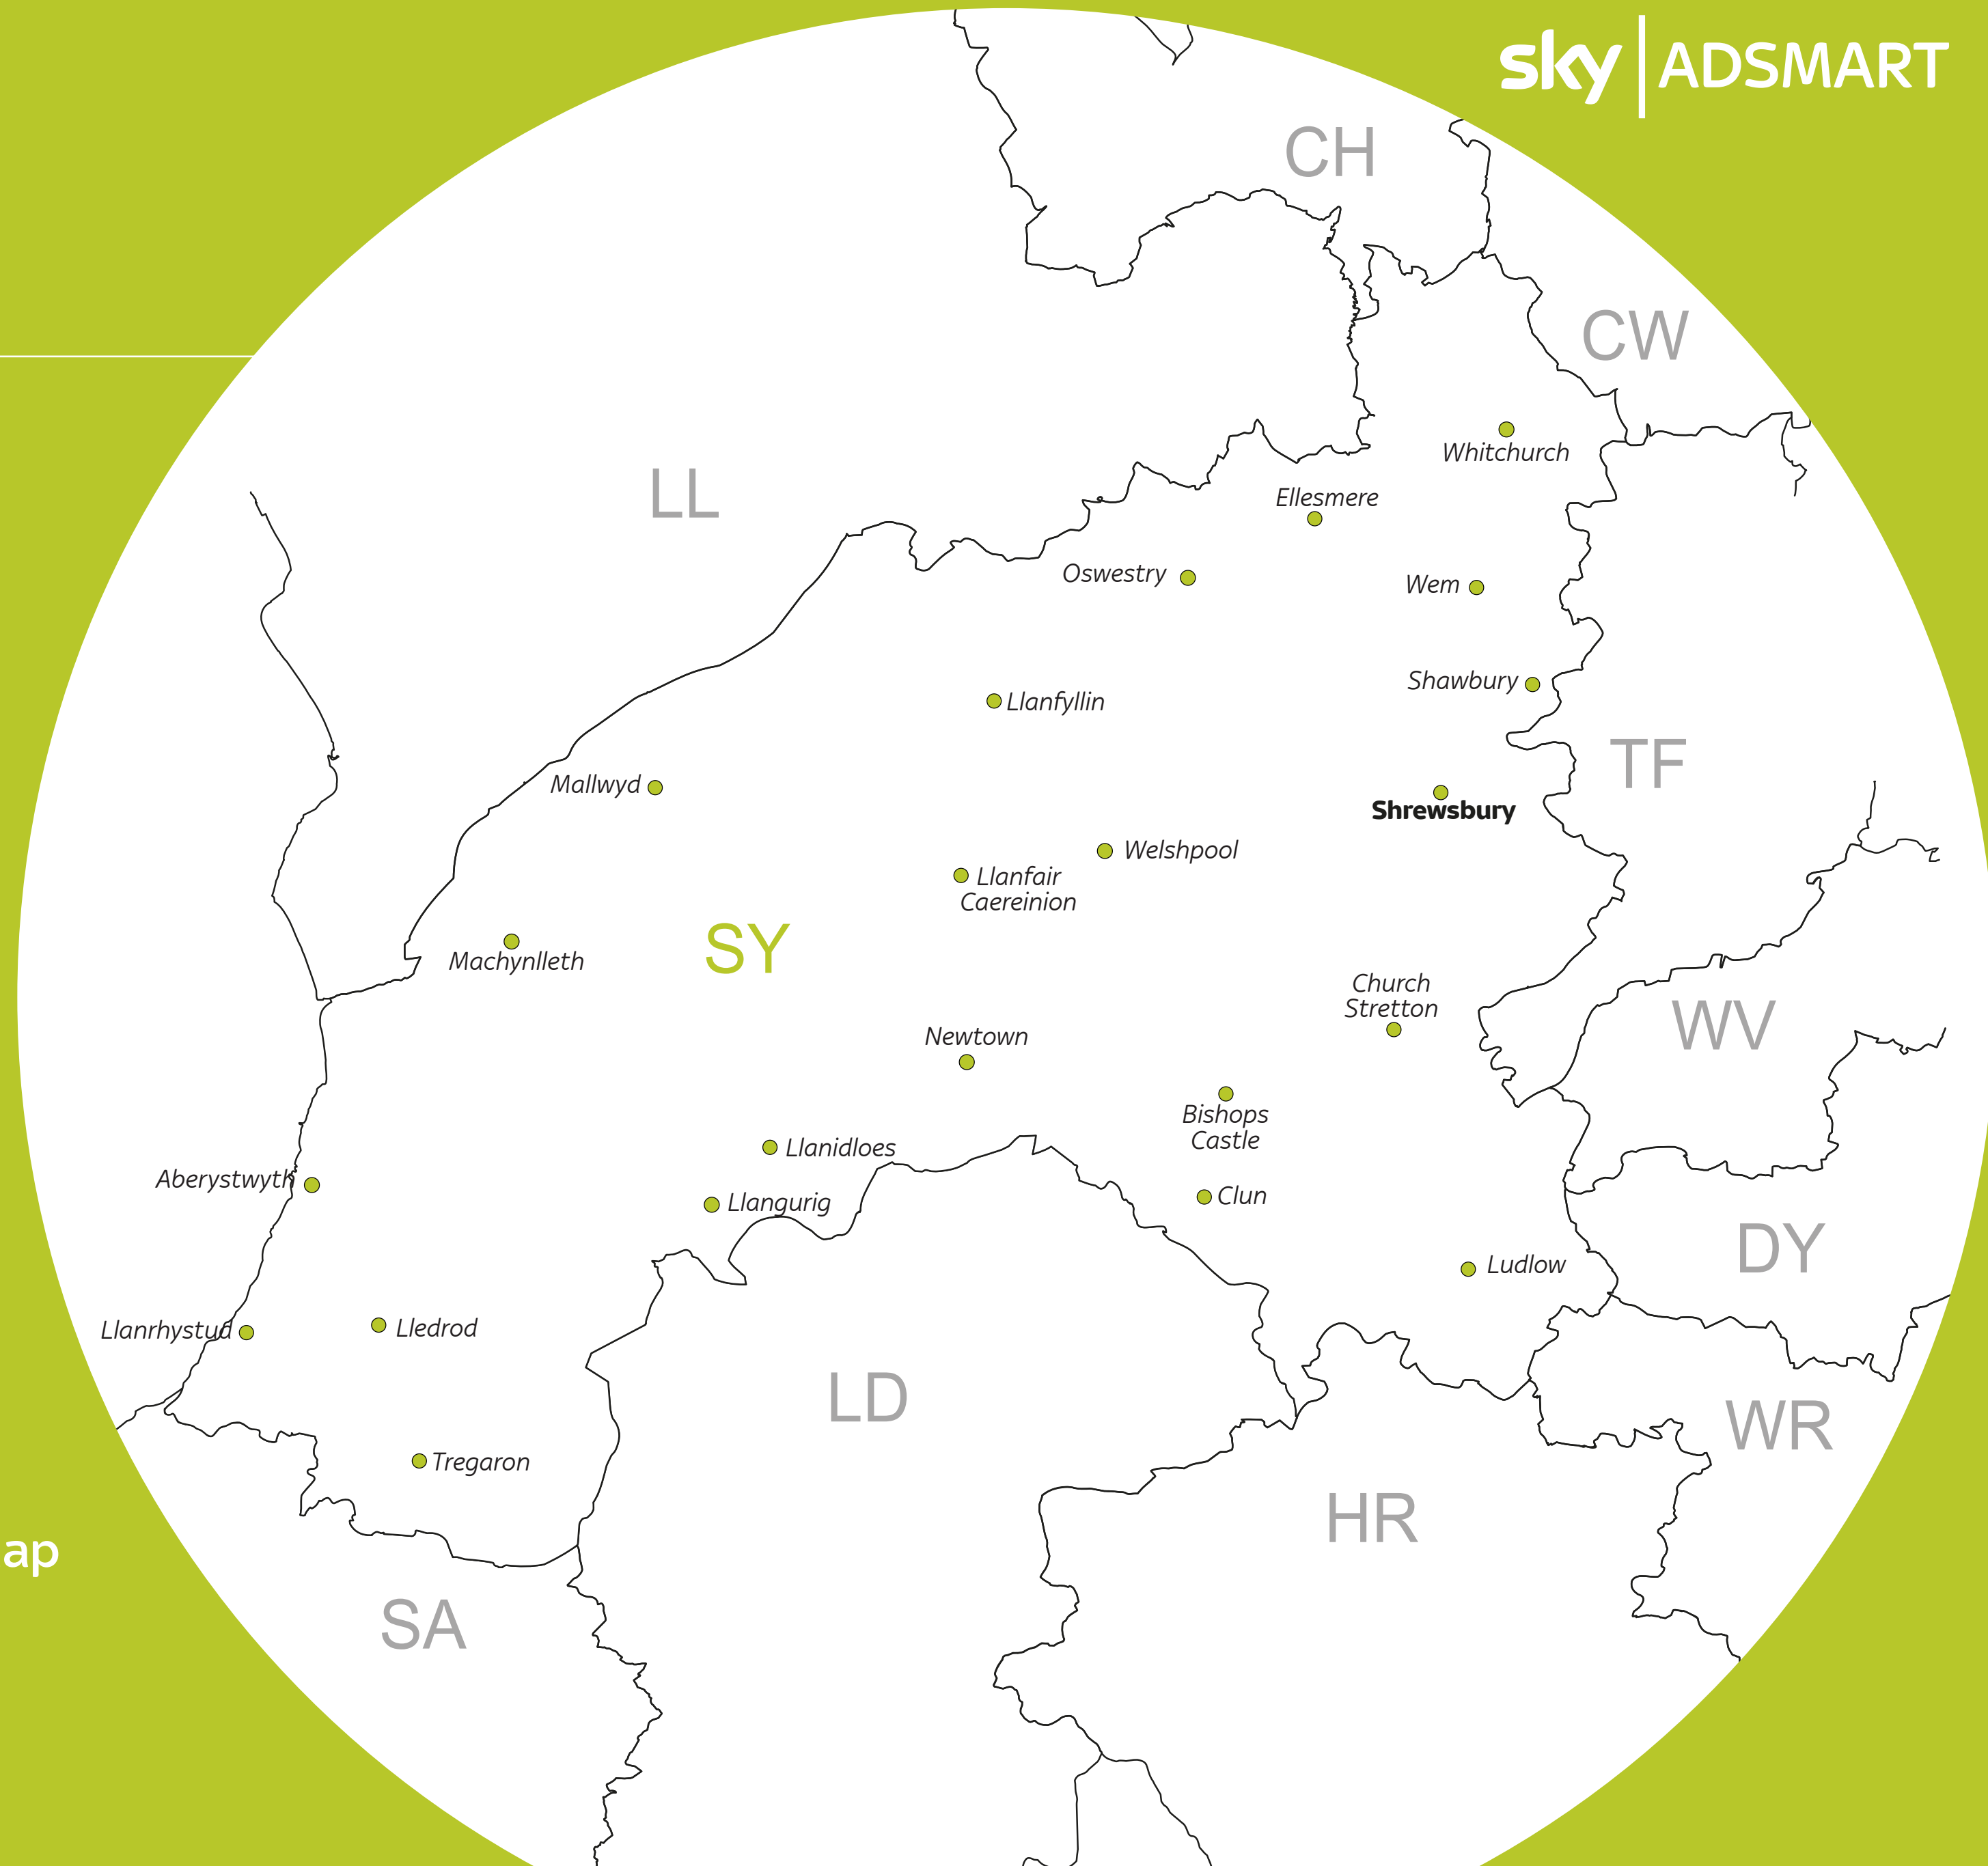 sky | ADSMART
CH
CW
Whitchurch
LL
Ellesmere
Oswestry
Wem
Shawbury
Llanfyllin
TF
Mallwyd
Shrewsbury
Welshpool
Llanfair
Caereinion
SY
Machynlleth
Church
Stretton
WV
Newtown
Bishops
Castle
Llanidloes
Aberystwyth
Clun
Llangurig
DY
Ludlow
Llanrhystud
Lledrod
LD
WR
Tregaron
HR
ap
SA